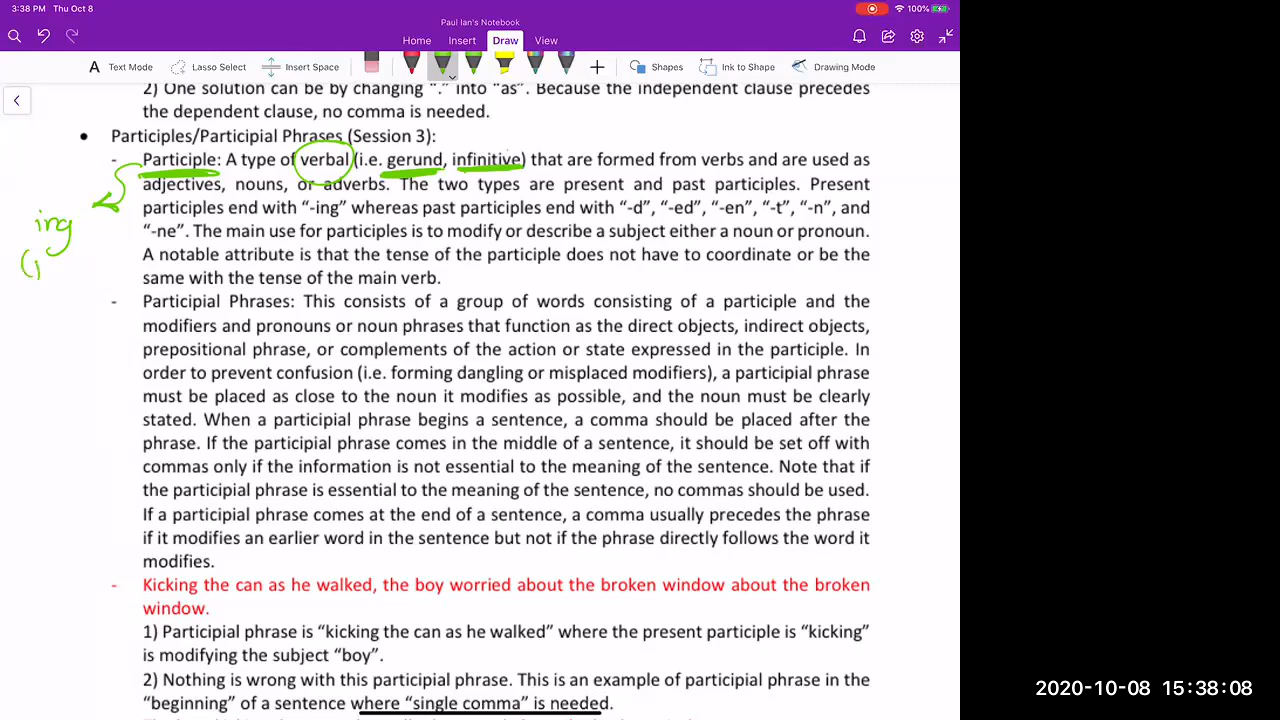 3:38 PM Thu Oct 8
100%
Paul Ian's Notebook
Home Insert Draw View
A Text Mode Lasso Select Insert Space Shapes Ink to Shape Drawing Mode
2) One solution can be by changing “.” into “as”. Because the independent clause precedes
the dependent clause, no comma is needed.
• Participles/Participial Phrases (Session 3):
- Participle: A type of verbal (i.e. gerund, infinitive) that are formed from verbs and are used as
adjectives, nouns, or adverbs. The two types are present and past participles. Present
participles end with “-ing” whereas past participles end with “-d”, “-ed”, “-en”, “-t”, “-n”, and
ing
“-ne”. The main use for participles is to modify or describe a subject either a noun or pronoun.
A notable attribute is that the tense of the participle does not have to coordinate or be the
same with the tense of the main verb.
- Participial Phrases: This consists of a group of words consisting of a participle and the
modifiers and pronouns or noun phrases that function as the direct objects, indirect objects,
prepositional phrase, or complements of the action or state expressed in the participle. In
order to prevent confusion (i.e. forming dangling or misplaced modifiers), a participial phrase
must be placed as close to the noun it modifies as possible, and the noun must be clearly
stated. When a participial phrase begins a sentence, a comma should be placed after the
phrase. If the participial phrase comes in the middle of a sentence, it should be set off with
commas only if the information is not essential to the meaning of the sentence. Note that if
the participial phrase is essential to the meaning of the sentence, no commas should be used.
If a participial phrase comes at the end of a sentence, a comma usually precedes the phrase
if it modifies an earlier word in the sentence but not if the phrase directly follows the word it
modifies.
- Kicking the can as he walked, the boy worried about the broken window about the broken
window.
1) Participial phrase is “kicking the can as he walked” where the present participle is “kicking”
is modifying the subject “boy”.
2) Nothing is wrong with this participial phrase. This is an example of participial phrase in the
“beginning” of a sentence where “single comma” is needed.
2020-10-08 15:38:08